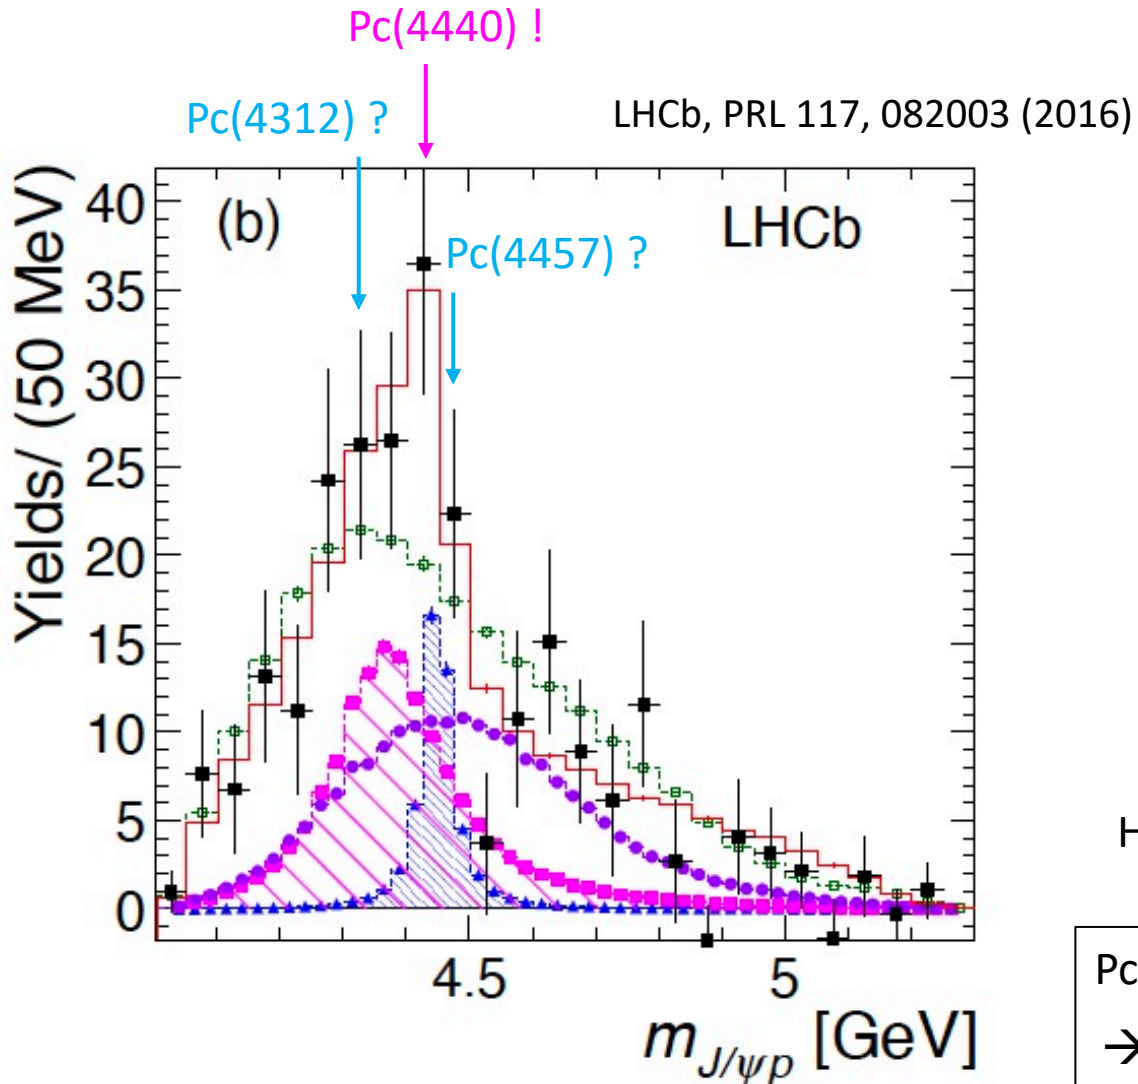 Pc(4440) !
Pc(4312) ?
LHCb, PRL 117, 082003 (2016)
(b)
LHCb
Pc(4457) ?
Yields/ (50 MeV)
40
35
30
25
20
15
10
5
0
4.5
5
m_{J/ψp} [GeV]
H
Pc
→